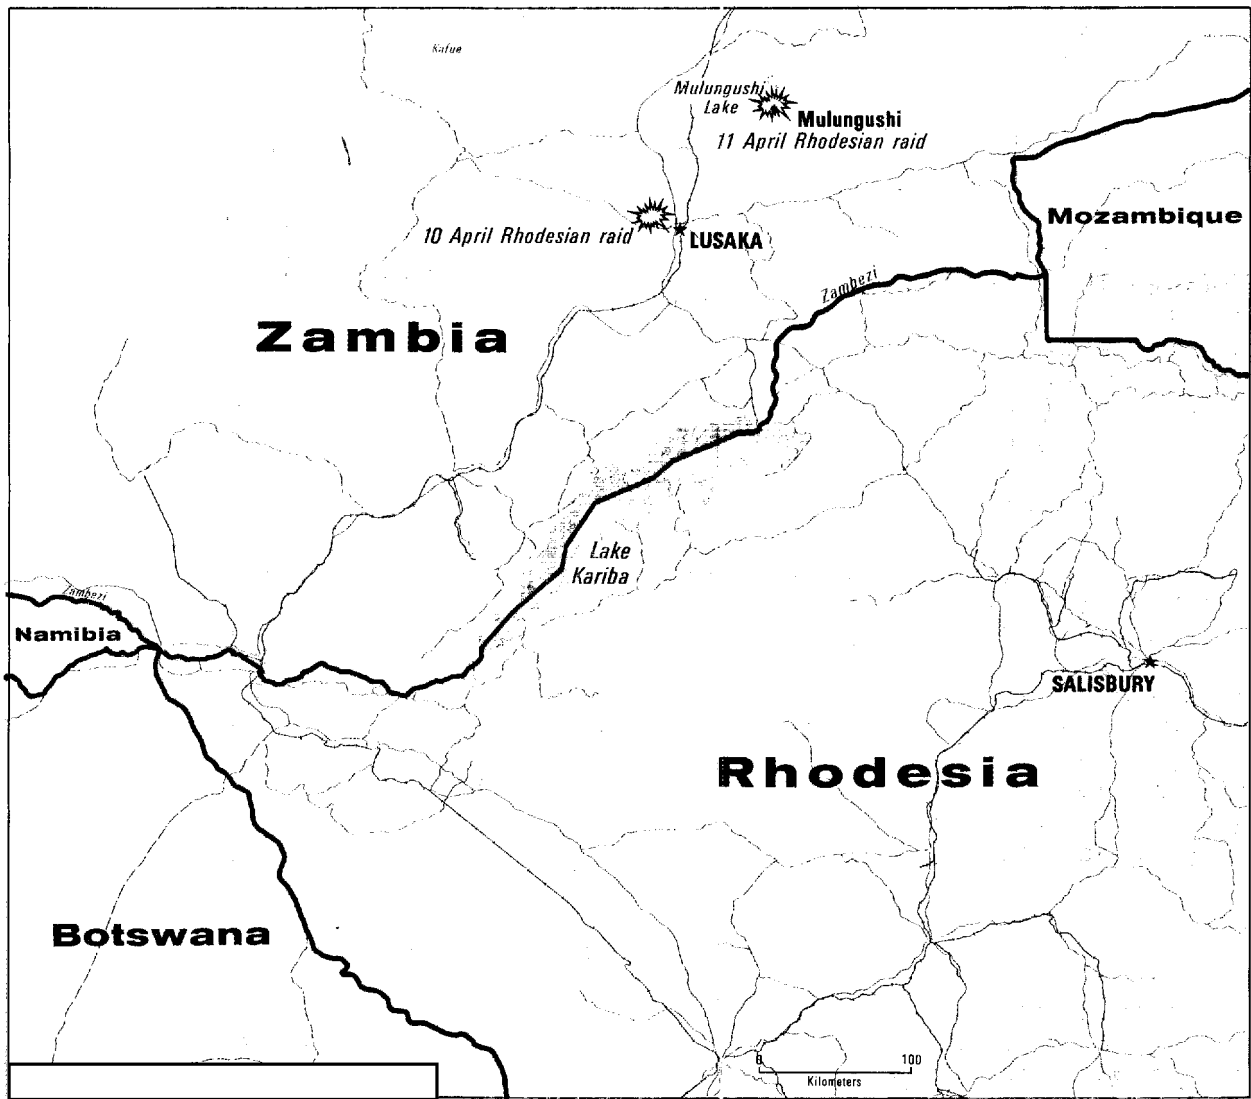 Kafue
Mulungushi
Lake
Mulungushi
11 April Rhodesian raid
Mozambique
10 April Rhodesian raid
LUSAKA
Zambezi
Zambia
Lake
Kariba
Zambezi
Namibia
SALISBURY
Rhodesia
Botswana
0 100
Kilometers